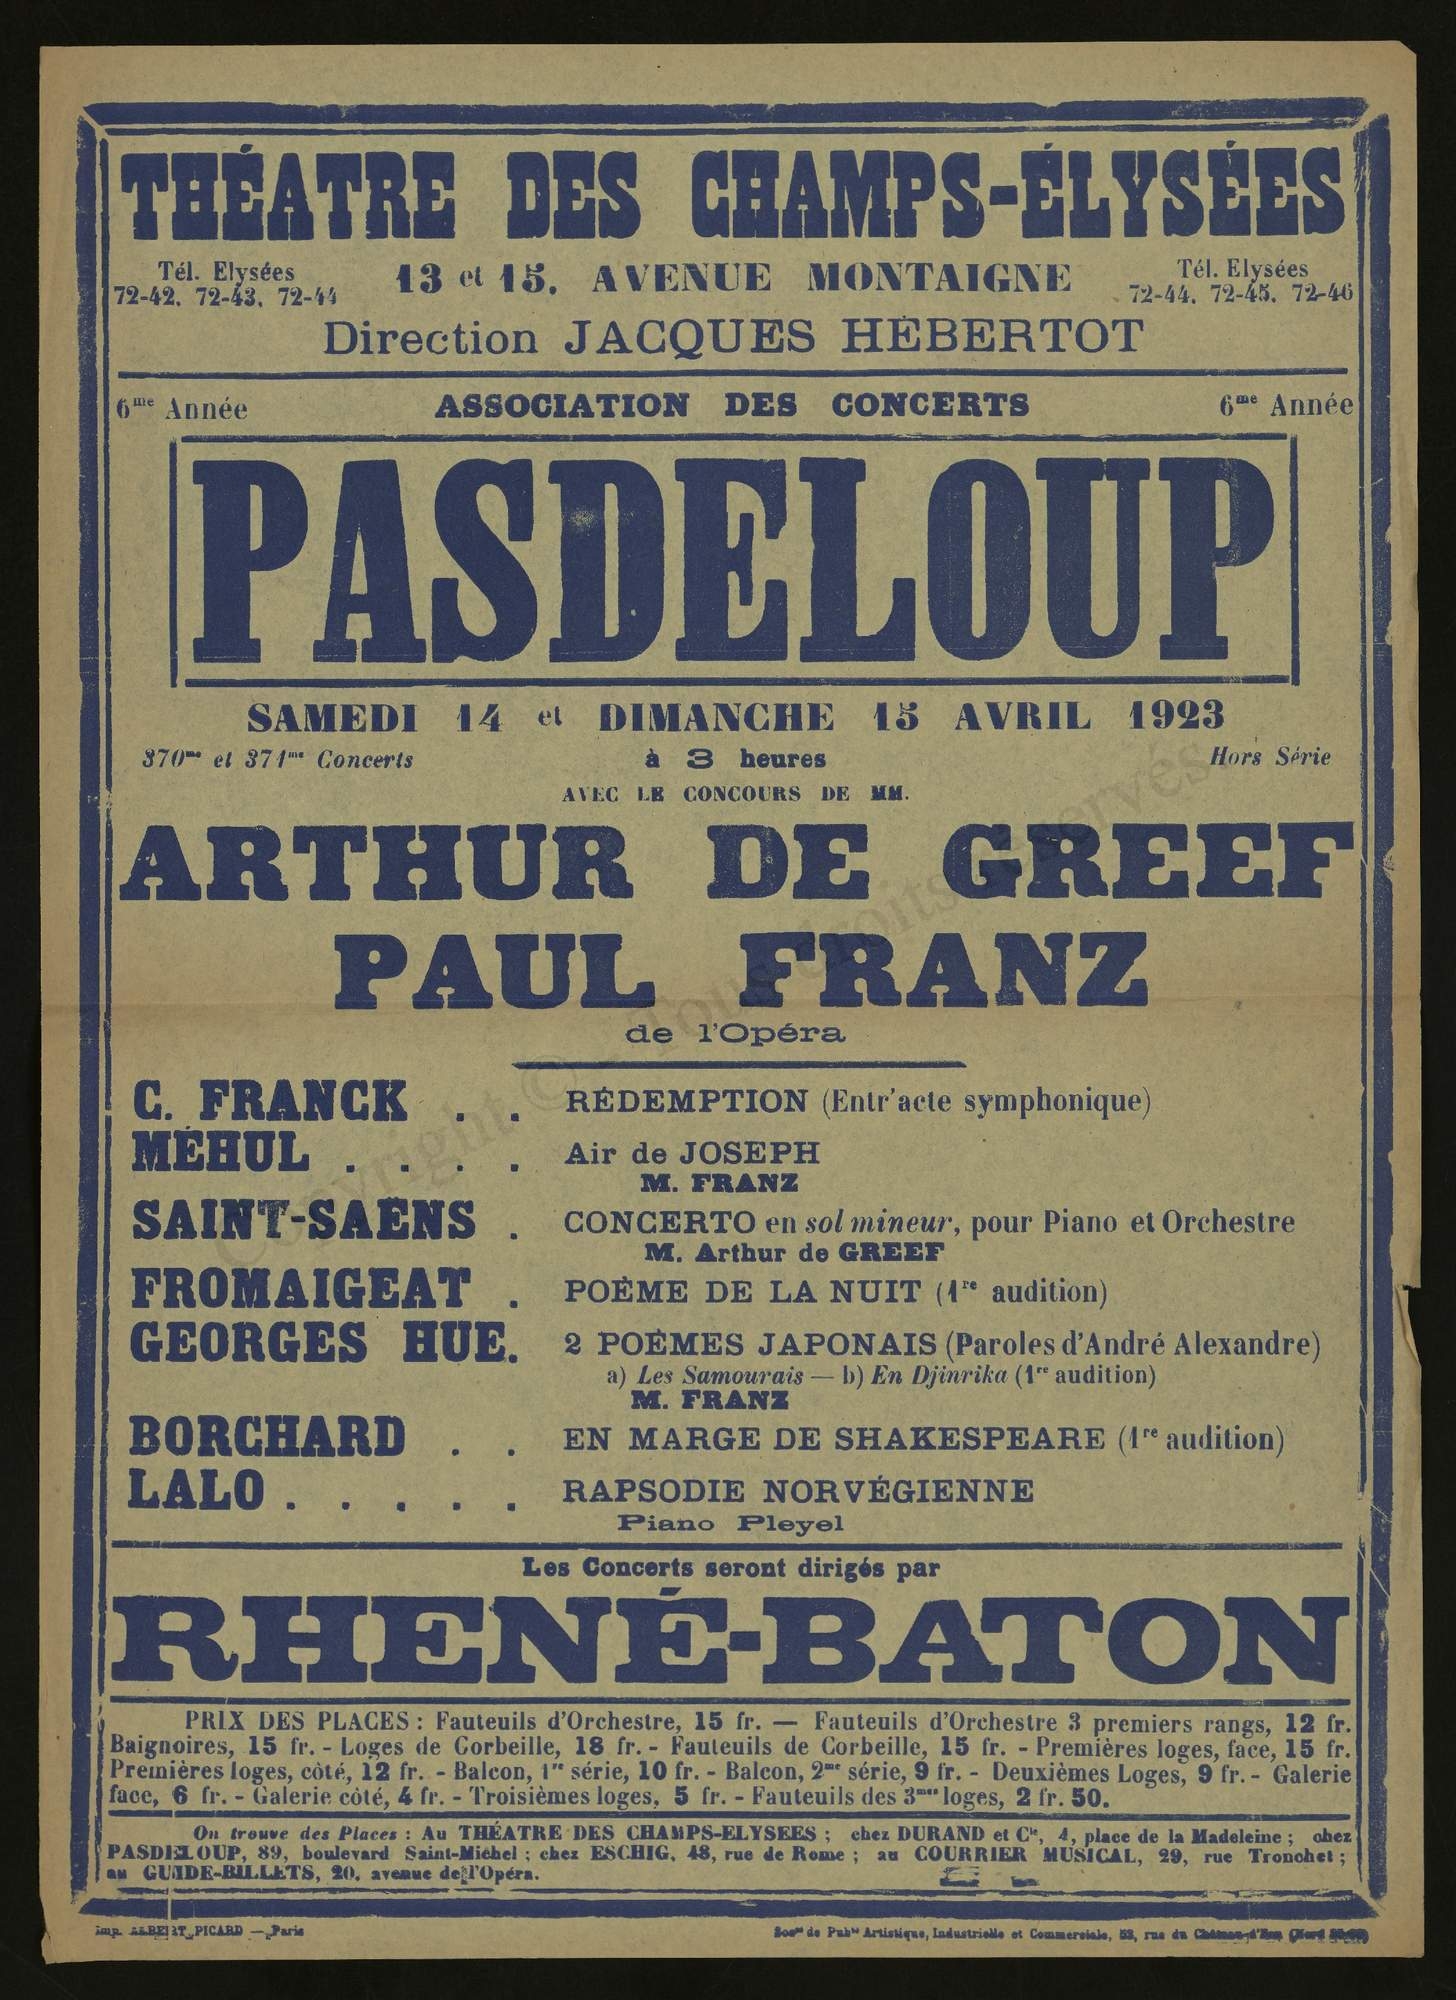 THÉATRE DES CHAMPS-ÉLYSÉES
Tél. Elysées
72-42. 72-43. 72-44
13 et 15. AVENUE MONTAIGNE
Tél. Elysées
72-44. 72-45. 72-46
Direction JACQUES HÉBERTOT
6me Année
ASSOCIATION DES CONCERTS
6me Année
PASDELOUP
SAMEDI 14 et DIMANCHE 15 AVRIL 1923
370me et 371me Concerts
à 3 heures
Hors Série
AVEC LE CONCOURS DE MM.
ARTHUR DE GREEF
PAUL FRANZ
de l'Opéra
C. FRANCK . . RÉDEMPTION (Entr'acte symphonique)
MÉHUL . . . . Air de JOSEPH
M. FRANZ
SAINT-SAËNS . CONCERTO en sol mineur, pour Piano et Orchestre
M. Arthur de GREEF
FROMAIGEAT . POÈME DE LA NUIT (1re audition)
GEORGES HUE. 2 POÈMES JAPONAIS (Paroles d'André Alexandre)
a) Les Samourais — b) En Djinrika (1re audition)
M. FRANZ
BORCHARD . . EN MARGE DE SHAKESPEARE (1re audition)
LALO . . . . . RAPSODIE NORVÉGIENNE
Piano Pleyel
Les Concerts seront dirigés par
RHENÉ-BATON
PRIX DES PLACES : Fauteuils d'Orchestre, 15 fr. — Fauteuils d'Orchestre 3 premiers rangs, 12 fr.
Baignoires, 15 fr. - Loges de Corbeille, 18 fr. - Fauteuils de Corbeille, 15 fr. - Premières loges, face, 15 fr.
Premières loges, côté, 12 fr. - Balcon, 1re série, 10 fr. - Balcon, 2me série, 9 fr. - Deuxièmes Loges, 9 fr. - Galerie
face, 6 fr. - Galerie côté, 4 fr. - Troisièmes loges, 5 fr. - Fauteuils des 3mes loges, 2 fr. 50.
On trouve des Places : Au THÉATRE DES CHAMPS-ELYSEES ; chez DURAND et Cie, 4, place de la Madeleine ; chez
PASDELOUP, 89, boulevard Saint-Michel ; chez ESCHIG, 48, rue de Rome ; au COURRIER MUSICAL, 29, rue Tronchet ;
au GUIDE-BILLETS, 20, avenue de l'Opéra.
Imp. ALBERT PICARD — Paris
de Publté Artistique, Industrielle et Commerciale, 53, rue du Château-d'Eau
Copyright © - Tous droits réservés.